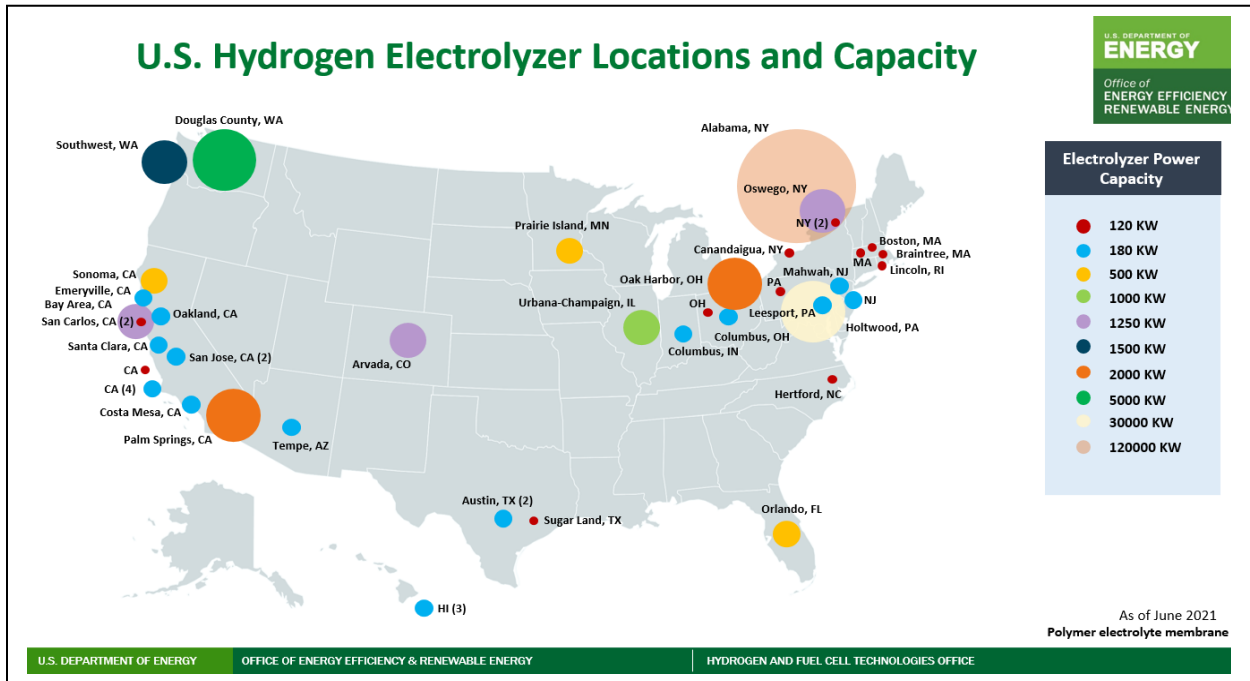 U.S. Hydrogen Electrolyzer Locations and Capacity
U.S. DEPARTMENT OF
ENERGY
Office of
ENERGY EFFICIENCY
RENEWABLE ENERGY
Douglas County, WA
Southwest, WA
Alabama, NY
Oswego, NY
NY (2)
Prairie Island, MN
Canandaigua, NY
Boston, MA
Braintree, MA
MA
Lincoln, RI
Sonoma, CA
Emeryville, CA
Bay Area, CA
San Carlos, CA (2)
Oakland, CA
Santa Clara, CA
San Jose, CA (2)
CA
CA (4)
Costa Mesa, CA
Palm Springs, CA
Tempe, AZ
Arvada, CO
Oak Harbor, OH
Urbana-Champaign, IL
OH
PA
Mahwah, NJ
NJ
Leesport, PA
Holtwood, PA
Columbus, OH
Columbus, IN
Hertford, NC
Austin, TX (2)
Sugar Land, TX
Orlando, FL
HI (3)
Electrolyzer Power
Capacity
120 KW
180 KW
500 KW
1000 KW
1250 KW
1500 KW
2000 KW
5000 KW
30000 KW
120000 KW
As of June 2021
Polymer electrolyte membrane
U.S. DEPARTMENT OF ENERGY
OFFICE OF ENERGY EFFICIENCY & RENEWABLE ENERGY
HYDROGEN AND FUEL CELL TECHNOLOGIES OFFICE